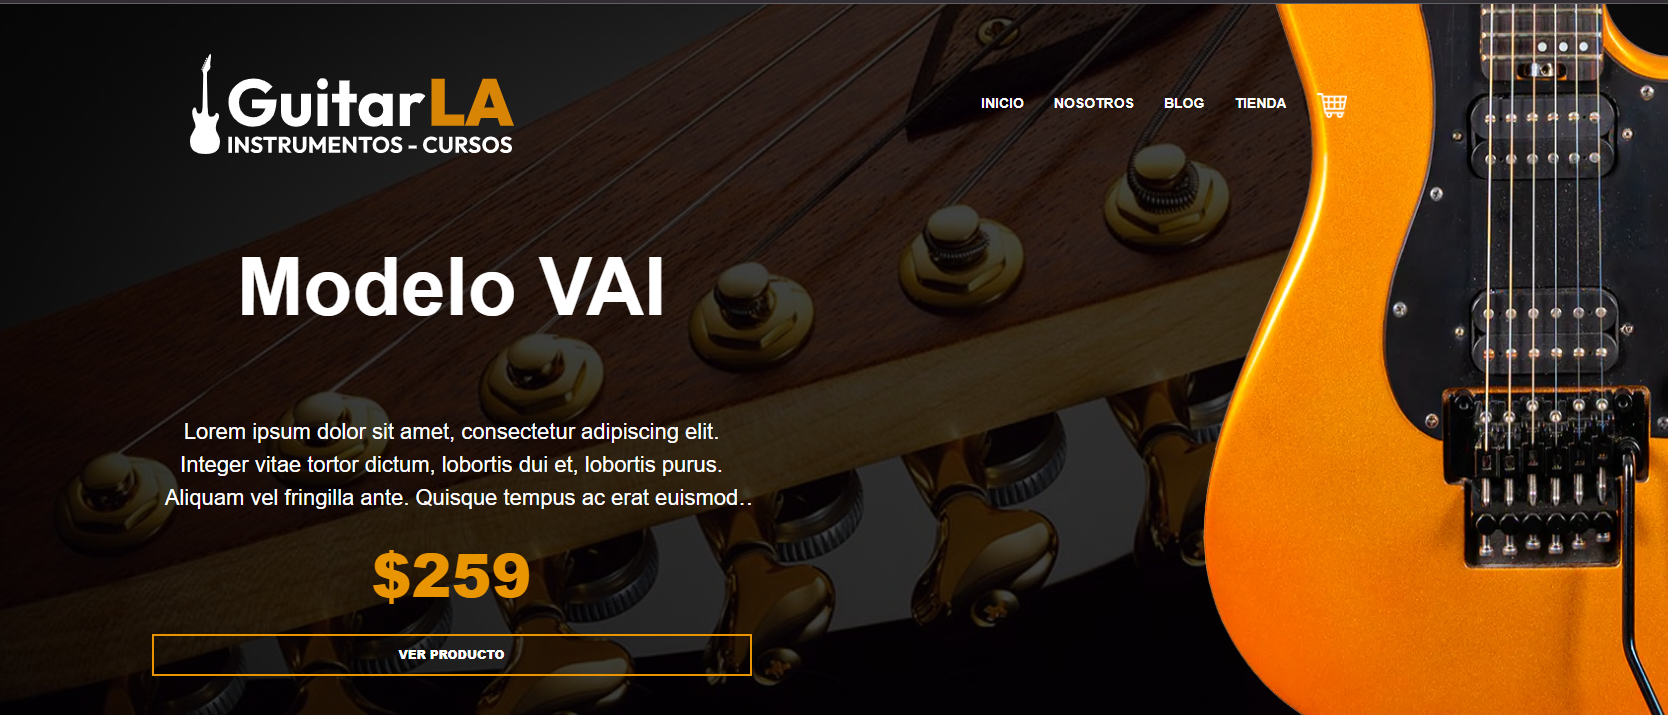 GuitarLA
INSTRUMENTOS - CURSOS
INICIO NOSOTROS BLOG TIENDA
Modelo VAI
Lorem ipsum dolor sit amet, consectetur adipiscing elit.
Integer vitae tortor dictum, lobortis dui et, lobortis purus.
Aliquam vel fringilla ante. Quisque tempus ac erat euismod..
$259
VER PRODUCTO